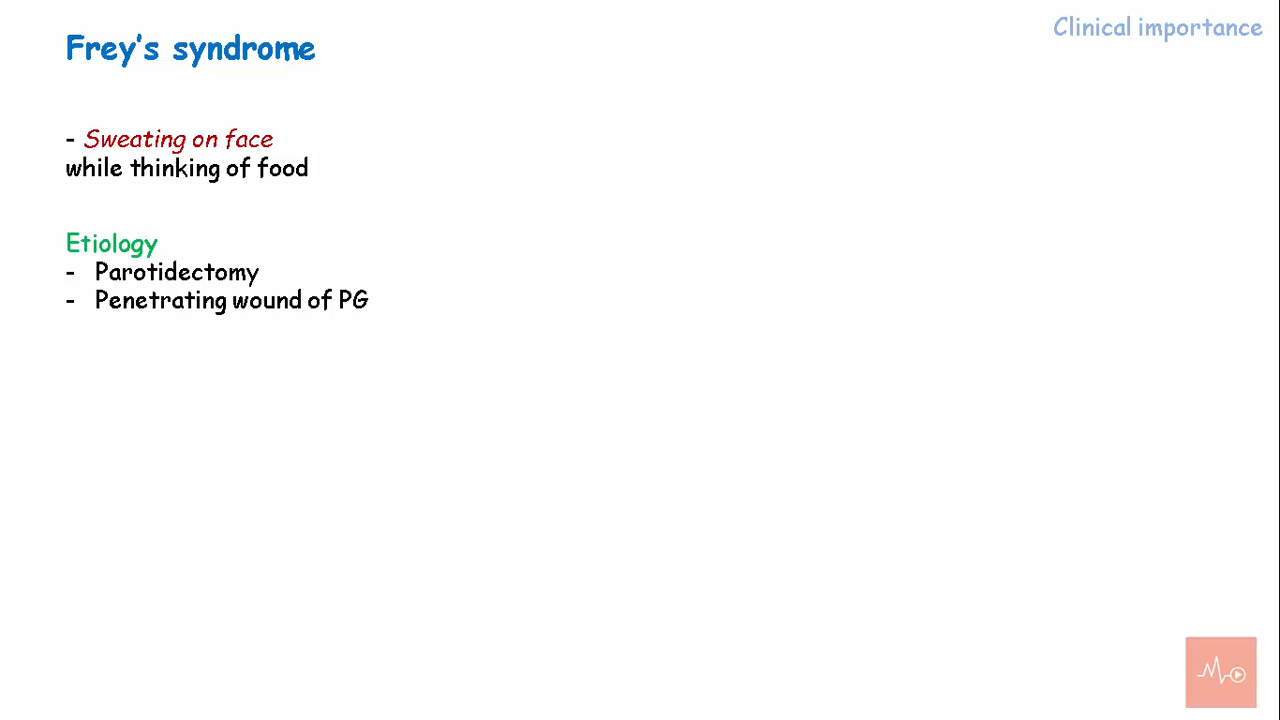 Clinical importance
Frey's syndrome
- Sweating on face
while thinking of food
Etiology
- Parotidectomy
- Penetrating wound of PG